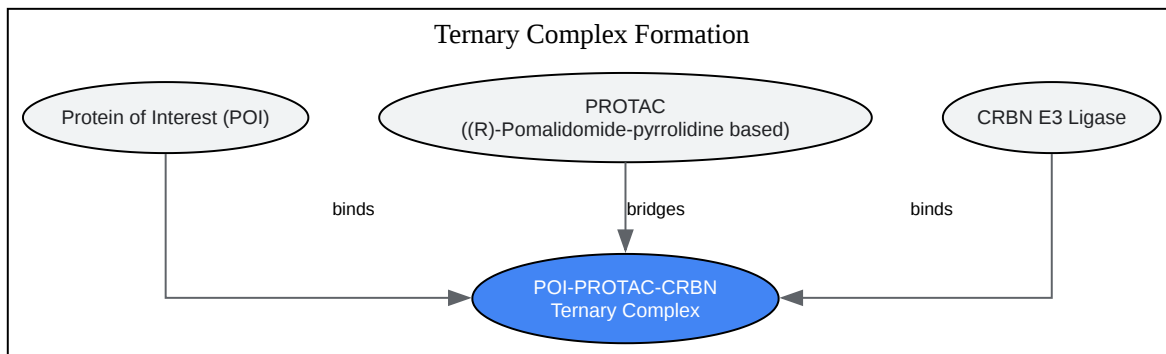 Ternary Complex Formation
Protein of Interest (POI)
PROTAC
((R)-Pomalidomide-pyrrolidine based)
CRBN E3 Ligase
binds
bridges
binds
POI-PROTAC-CRBN
Ternary Complex